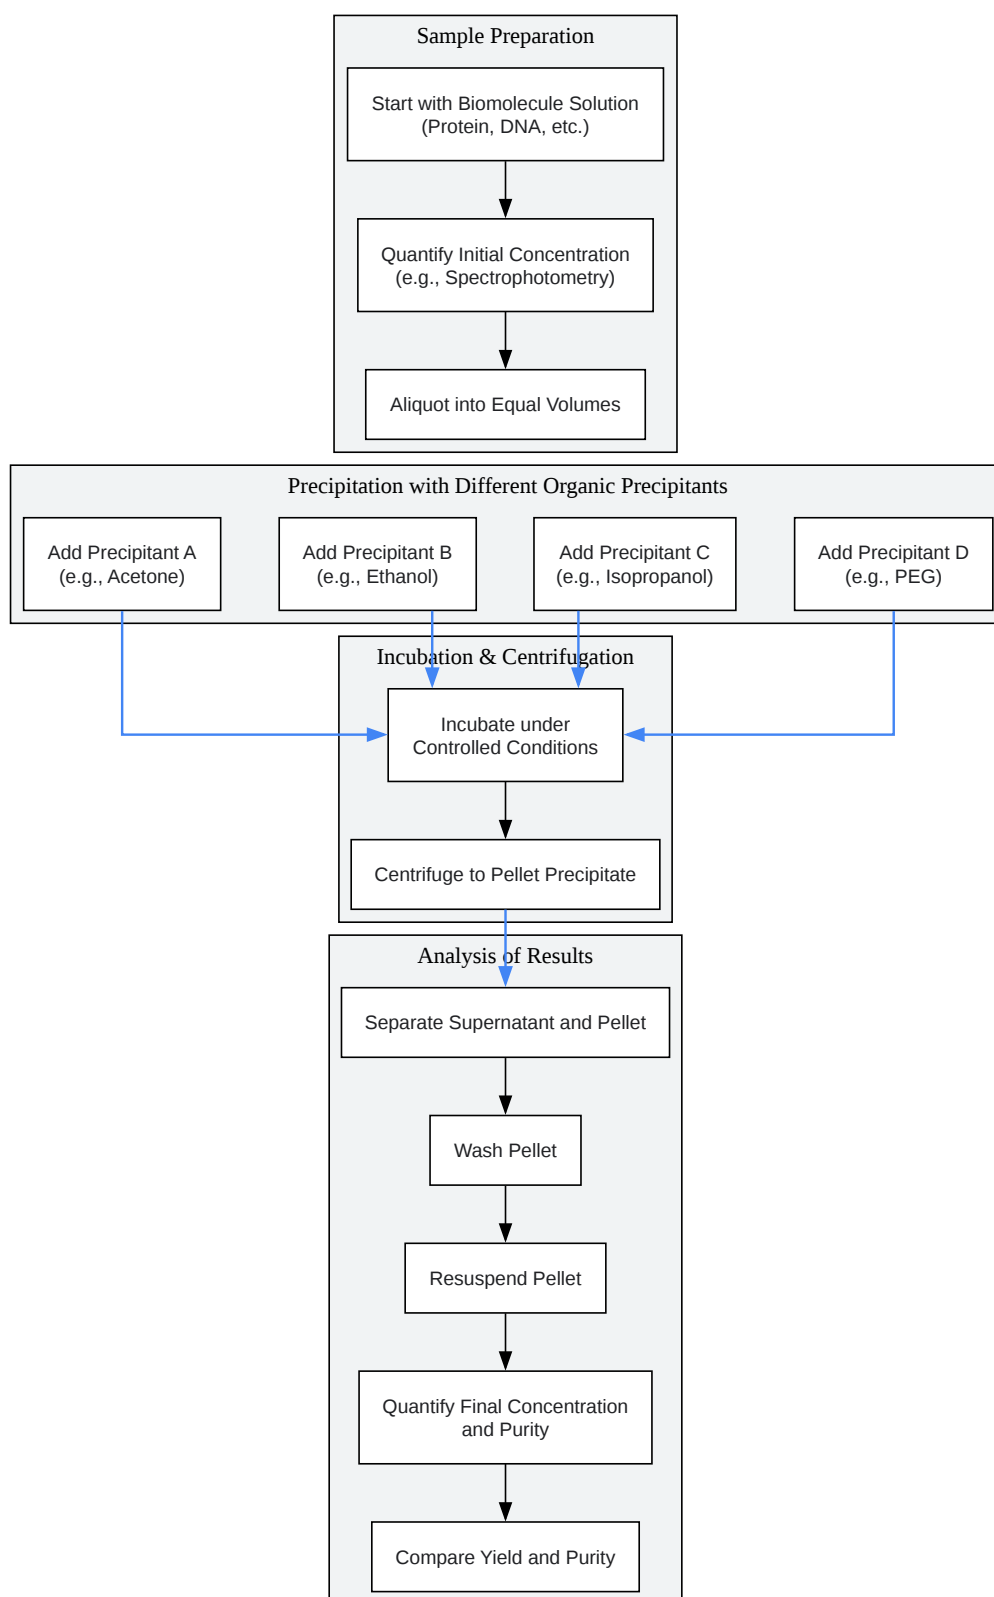 Sample Preparation
Start with Biomolecule Solution
(Protein, DNA, etc.)
Quantify Initial Concentration
(e.g., Spectrophotometry)
Aliquot into Equal Volumes
Precipitation with Different Organic Precipitants
Add Precipitant A
(e.g., Acetone)
Add Precipitant B
(e.g., Ethanol)
Add Precipitant C
(e.g., Isopropanol)
Add Precipitant D
(e.g., PEG)
Incubation & Centrifugation
Incubate under
Controlled Conditions
Centrifuge to Pellet Precipitate
Analysis of Results
Separate Supernatant and Pellet
Wash Pellet
Resuspend Pellet
Quantify Final Concentration
and Purity
Compare Yield and Purity